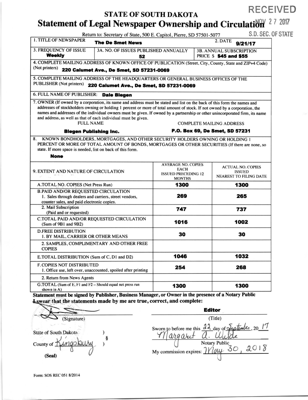 RECEIVED
NOV 27 2017
S.D. SEC. OF STATE
STATE OF SOUTH DAKOTA
Statement of Legal Newspaper Ownership and Circulation
Return to: Secretary of State, 500 E. Capitol, Pierre, SD 57501-5077
1. TITLE OF NEWSPAPER
The De Smet News
2. DATE
9/21/17
3. FREQUENCY OF ISSUE
Weekly
3A. NO. OF ISSUES PUBLISHED ANNUALLY
52
3B. ANNUAL SUBSCRIPTION PRICE $ $45 and $55
4. COMPLETE MAILING ADDRESS OF KNOWN OFFICE OF PUBLICATION (Street, City, County, State and ZIP+4 Code)
(Not printers) 220 Calumet Ave., De Smet, SD 57231-0069
5. COMPLETE MAILING ADDRESS OF THE HEADQUARTERS OR GENERAL BUSINESS OFFICES OF THE
PUBLISHER (Not printers) 220 Calumet Ave., De Smet, SD 57231-0069
6. FULL NAME OF PUBLISHER Dale Blegen
7. OWNER (If owned by a corporation, its name and address must be stated and list on the back of this form the names and
addresses of stockholders owning or holding 1 percent or more of total amount of stock. If not owned by a corporation, the
names and addresses of the individual owners must be given. If owned by a partnership or other unincorporated firm, its name
and address, as well as that of each individual must be given.
FULL NAME
COMPLETE MAILING ADDRESS
Blegen Publishing Inc.
P.O. Box 69, De Smet, SD 57231
8. KNOWN BONDHOLDERS, MORTGAGES, AND OTHER SECURITY HOLDERS OWNING OR HOLDING 1
PERCENT OR MORE TOTAL AMOUNT OF BONDS, MORTGAGES OR OTHER SECURITIES (If there are none, so
state. If more space is needed, list on back of this form.
None
9. EXTENT AND NATURE OF CIRCULATION
AVERAGE NO. COPIES
EACH
ISSUED PRECEDING 12
MONTHS
ACTUAL NO. COPIES
ISSUED
NEAREST TO FILING DATE
A. TOTAL NO. COPIES (Net Press Run) 1300 1300
B. PAID AND/OR REQUESTED CIRCULATION
1. Sales through dealers and carriers, street vendors,
counter sales, and paid electronic copies. 269 265
2. Mail Subscription
(Paid and or requested) 747 737
C. TOTAL PAID AND/OR REQUESTED CIRCULATION
(Sum of 9B1 and 9B2) 1016 1002
D. FREE DISTRIBUTION
1. BY MAIL, CARRIER OR OTHER MEANS 30 30
2. SAMPLES, COMPLIMENTARY AND OTHER FREE
COPIES
E. TOTAL DISTRIBUTION (Sum of C, D1 and D2) 1046 1032
F. COPIES NOT DISTRIBUTED
1. Office use, left over, unaccounted, spoiled after printing 254 268
2. Return from News Agents
G. TOTAL (Sum of E, F1 and F2 - Should equal net press run
shown in A) 1300 1300
Statement must be signed by Publisher, Business Manager, or Owner in the presence of a Notary Public
I swear that the statements made by me are true, correct, and complete:
Editor
(Signature)
(Title)
State of South Dakota )
County of Kingsbury )
(Seal)
Sworn to before me this 22 day of September, 20 17
Margaret A. Wilde
Notary Public
My commission expires May 30, 2018
Form: SOS REC 051 8/2014